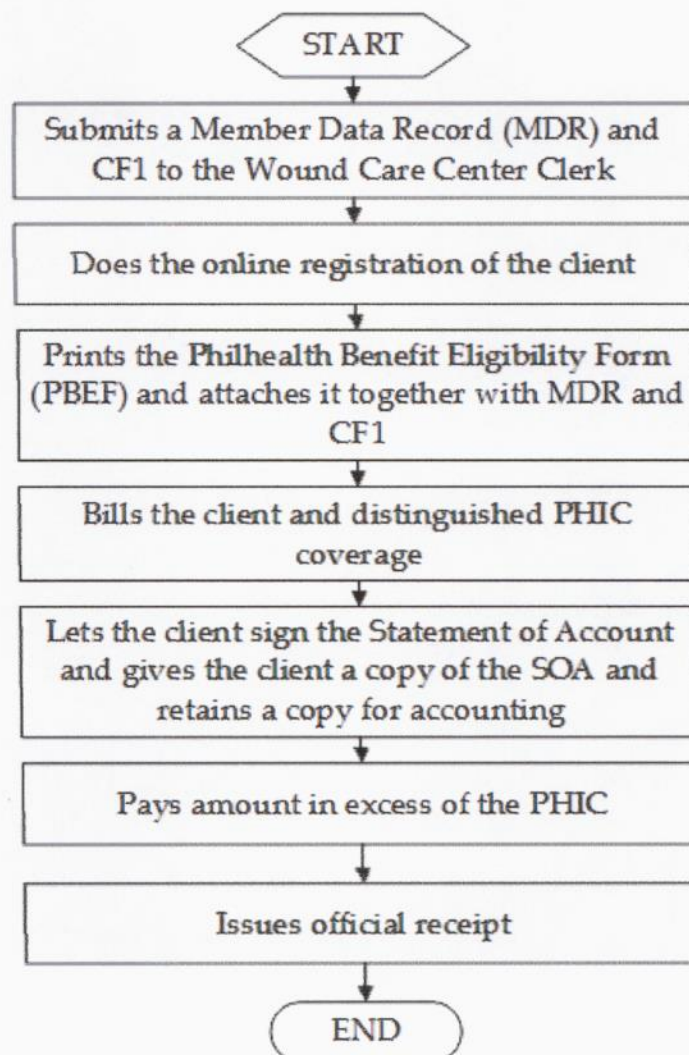 START
Submits a Member Data Record (MDR) and
CF1 to the Wound Care Center Clerk
Does the online registration of the client
Prints the Philhealth Benefit Eligibility Form
(PBEF) and attaches it together with MDR and
CF1
Bills the client and distinguished PHIC
coverage
Lets the client sign the Statement of Account
and gives the client a copy of the SOA and
retains a copy for accounting
Pays amount in excess of the PHIC
Issues official receipt
END